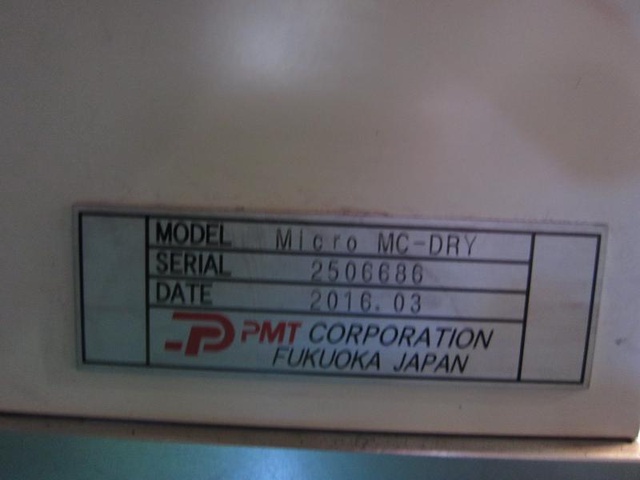 MODEL Micro MC-DRY
SERIAL 2506686
DATE 2016.03
PMT CORPORATION
FUKUOKA JAPAN